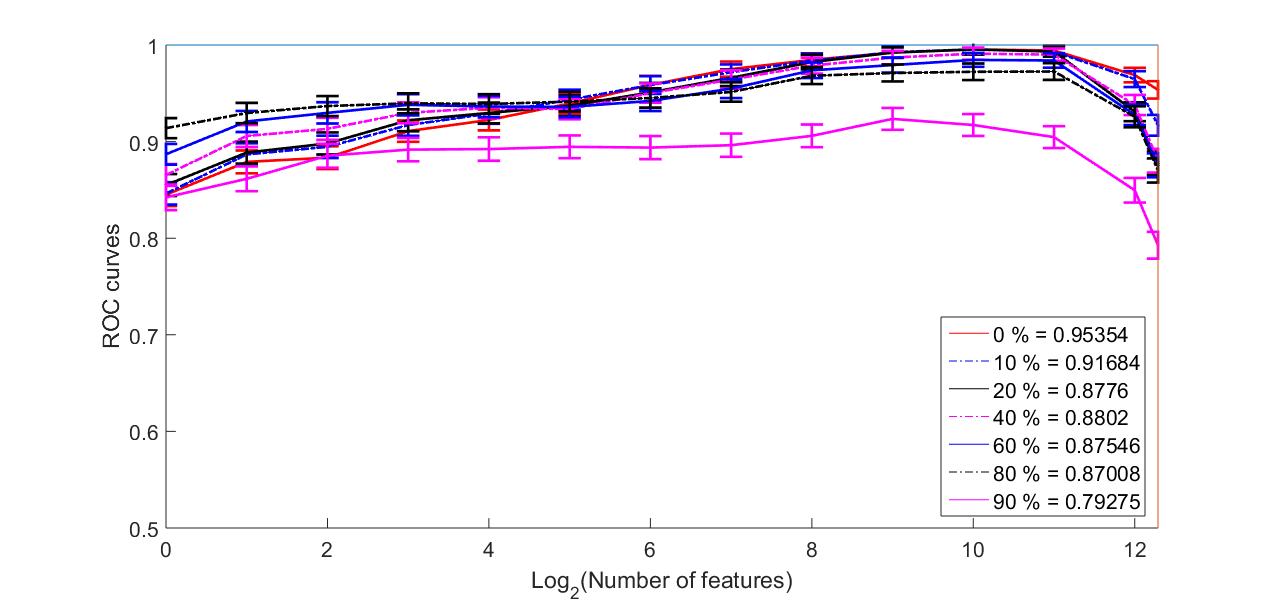 1
0.9
0.8
0.7
0.6
0.5
ROC curves
0 % = 0.95354
10 % = 0.91684
20 % = 0.8776
40 % = 0.8802
60 % = 0.87546
80 % = 0.87008
90 % = 0.79275
0 2 4 6 8 10 12
Log2(Number of features)